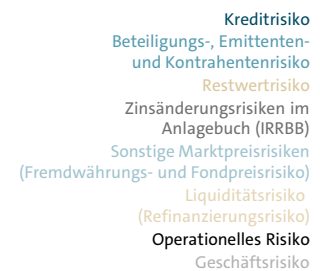 Kreditrisiko
Beteiligungs-, Emittenten-
und Kontrahentenrisiko
Restwertrisiko
Zinsänderungsrisiken im
Anlagebuch (IRRBB)
Sonstige Marktpreisrisiken
(Fremdwährungs- und Fondpreisrisiko)
Liquiditätsrisiko
(Refinanzierungsrisiko)
Operationelles Risiko
Geschäftsrisiko